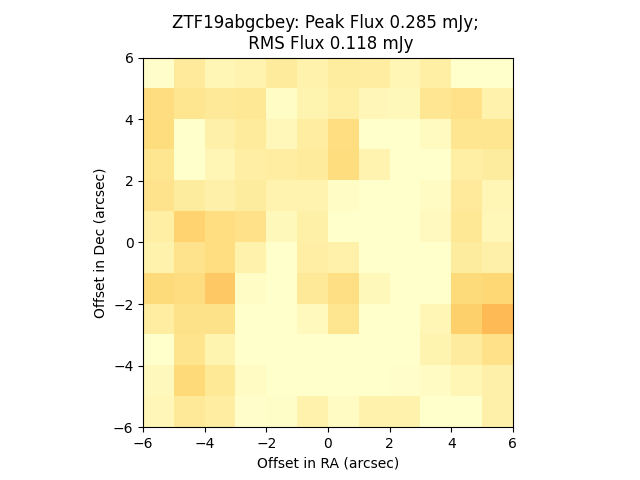 ZTF19abgcbey: Peak Flux 0.285 mJy;
RMS Flux 0.118 mJy
6
4
2
0
−2
−4
−6
Offset in Dec (arcsec)
−6 −4 −2 0 2 4 6
Offset in RA (arcsec)